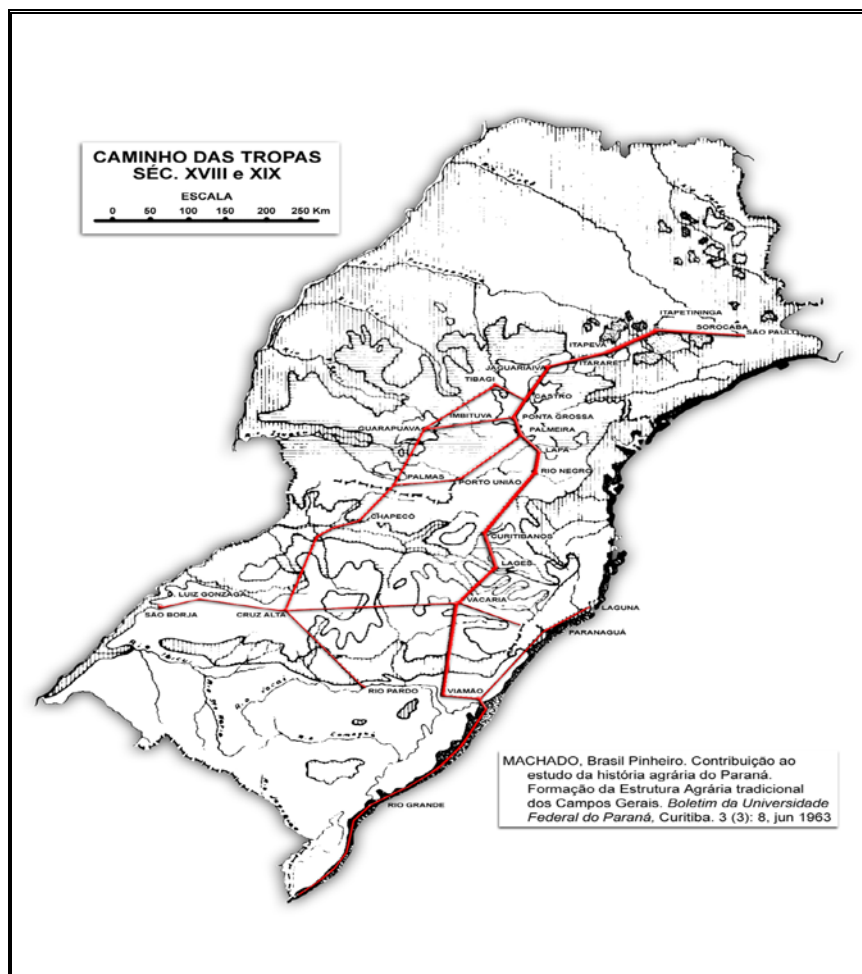 CAMINHO DAS TROPAS
SÉC. XVIII e XIX
ESCALA
0 50 100 150 200 250 Km
ITAPETININGA
SOROCABA
SÃO PAULO
ITAPEVA
ITARARE
JAGUARIAIVA
TIBAGI
CASTRO
IMBITUVA
PONTA GROSSA
GUARAPUAVA
PALMEIRA
LAPA
RIO NEGRO
PALMAS
PORTO UNIÃO
CHAPECÓ
CURITIBANOS
LAGES
S. LUIZ GONZAGA
VACARIA
SÃO BORJA
CRUZ ALTA
LAGUNA
PARANAGUÁ
RIO PARDO
VIAMÃO
RIO GRANDE
MACHADO, Brasil Pinheiro. Contribuição ao
estudo da história agrária do Paraná.
Formação da Estrutura Agrária tradicional
dos Campos Gerais. Boletim da Universidade
Federal do Paraná, Curitiba. 3 (3): 8, jun 1963